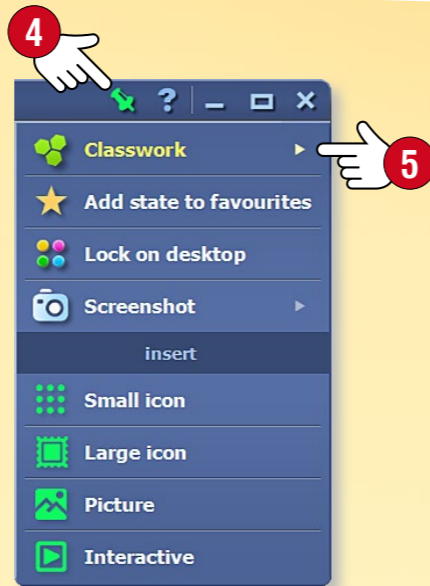 4
?
Classwork
5
Add state to favourites
Lock on desktop
Screenshot
insert
Small icon
Large icon
Picture
Interactive